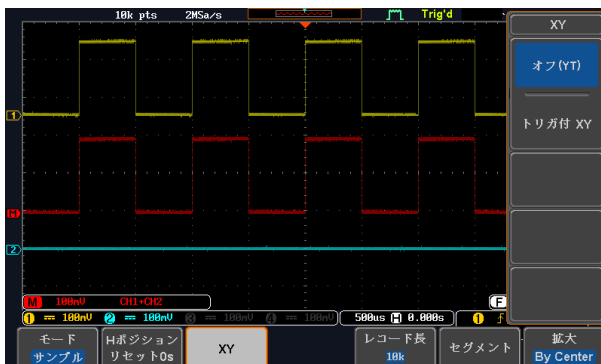 10k pts 2MSa/s Trig'd
XY
オフ(YT)
トリガ付 XY
1
M
2
M 100mV CH1+CH2
F
1 100mV 2 100mV 3 100mV 4 100mV 500us H 0.000s 1
モード
サンプル
Hポジション
リセット0s
XY
レコード長
10k
セグメント
拡大
By Center